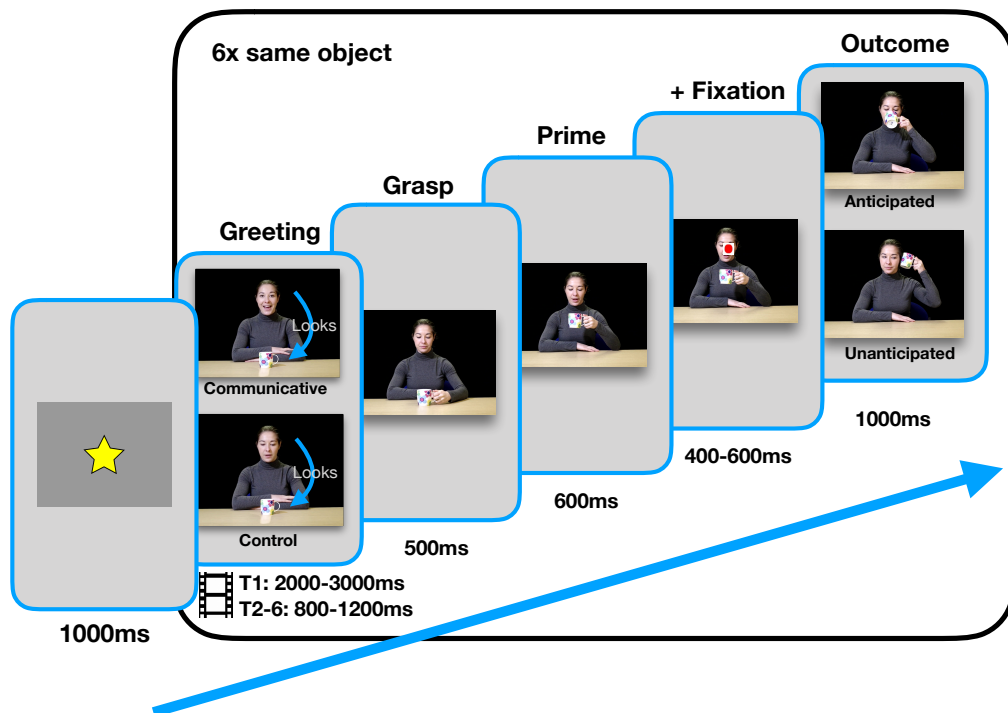 6x same object
Outcome
+ Fixation
Prime
Grasp
Greeting
Looks
Communicative
Looks
Control
Anticipated
Unanticipated
1000ms
T1: 2000-3000ms
T2-6: 800-1200ms
500ms
600ms
400-600ms
1000ms